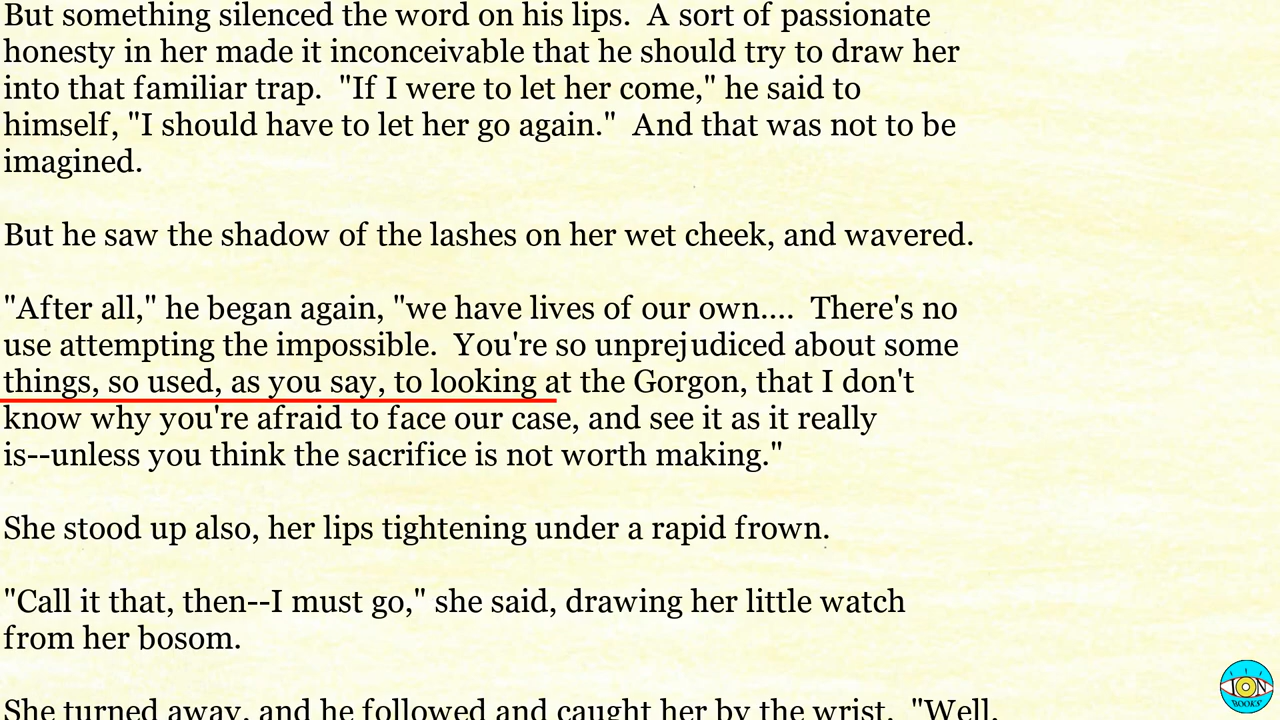 But something silenced the word on his lips.  A sort of passionate
honesty in her made it inconceivable that he should try to draw her
into that familiar trap.  "If I were to let her come," he said to
himself, "I should have to let her go again."  And that was not to be
imagined.
But he saw the shadow of the lashes on her wet cheek, and wavered.
"After all," he began again, "we have lives of our own....  There's no
use attempting the impossible.  You're so unprejudiced about some
things, so used, as you say, to looking at the Gorgon, that I don't
know why you're afraid to face our case, and see it as it really
is--unless you think the sacrifice is not worth making."
She stood up also, her lips tightening under a rapid frown.
"Call it that, then--I must go," she said, drawing her little watch
from her bosom.
She turned away, and he followed and caught her by the wrist.  "Well,
ION
BOOKS